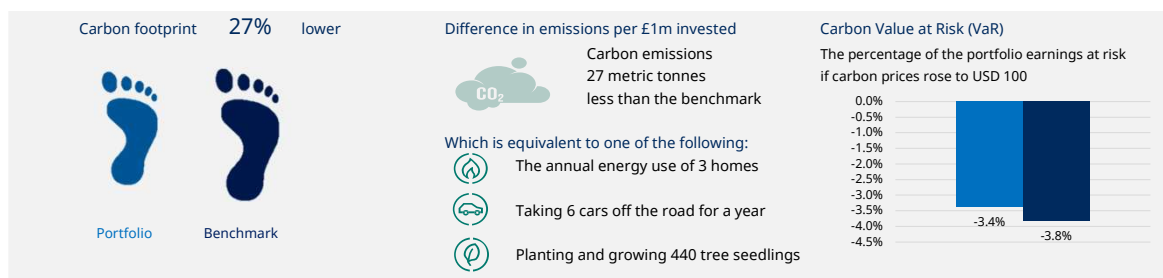 Carbon footprint 27% lower
Portfolio
Benchmark
Difference in emissions per £1m invested
CO2
Carbon emissions
27 metric tonnes
less than the benchmark
Which is equivalent to one of the following:
The annual energy use of 3 homes
Taking 6 cars off the road for a year
Planting and growing 440 tree seedlings
Carbon Value at Risk (VaR)
The percentage of the portfolio earnings at risk
if carbon prices rose to USD 100
0.0%
-0.5%
-1.0%
-1.5%
-2.0%
-2.5%
-3.0%
-3.5%
-4.0%
-4.5%
-3.4%
-3.8%